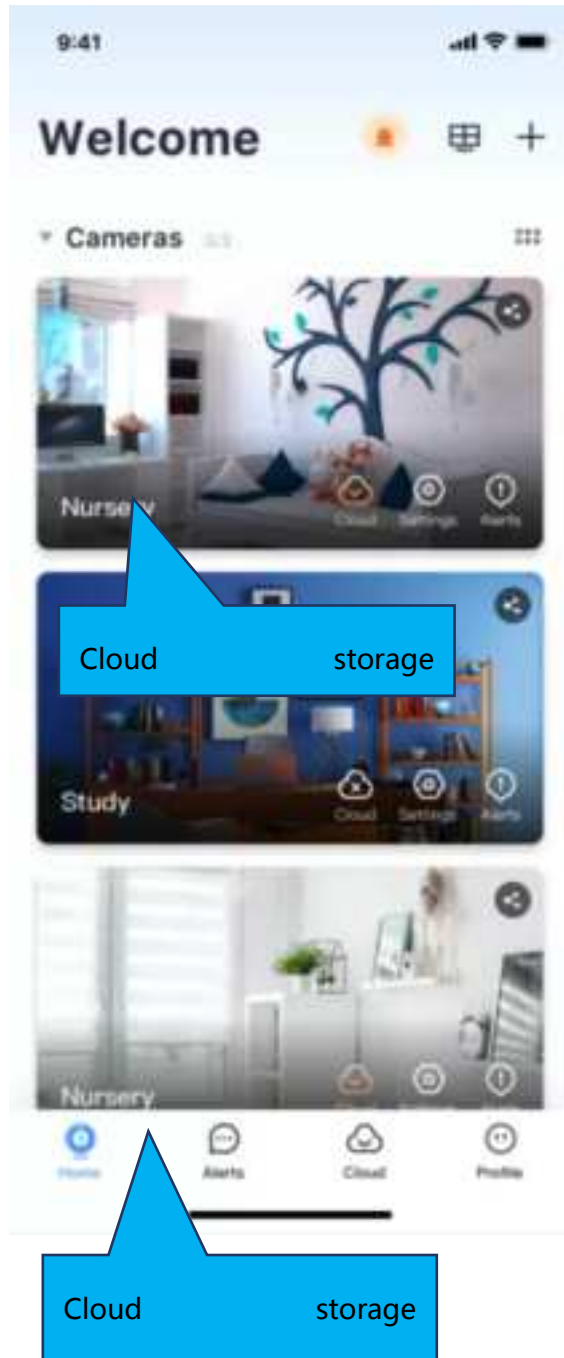 9:41
Welcome
Cameras
Nursery
Cloud Settings Alerts
Cloud storage
Study
Cloud Settings Alerts
Nursery
Home Alerts Cloud Profile
Cloud storage